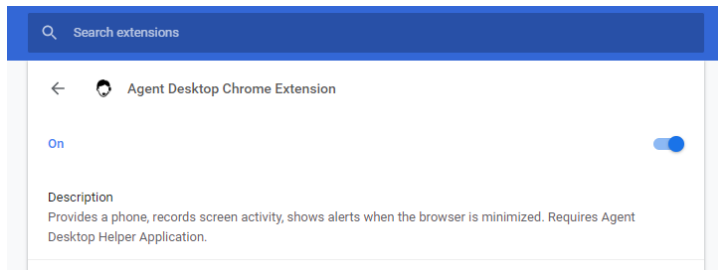 Search extensions
Agent Desktop Chrome Extension
On
Description
Provides a phone, records screen activity, shows alerts when the browser is minimized. Requires Agent
Desktop Helper Application.